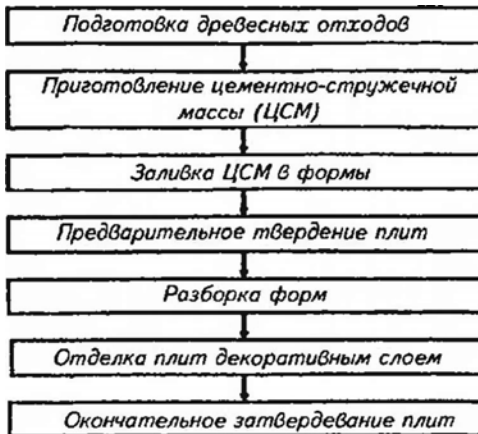 Подготовка древесных отходов
Приготовление цементно-стружечной
массы (ЦСМ)
Заливка ЦСМ в формы
Предварительное твердение плит
Разборка форм
Отделка плит декоративным слоем
Окончательное затвердевание плит